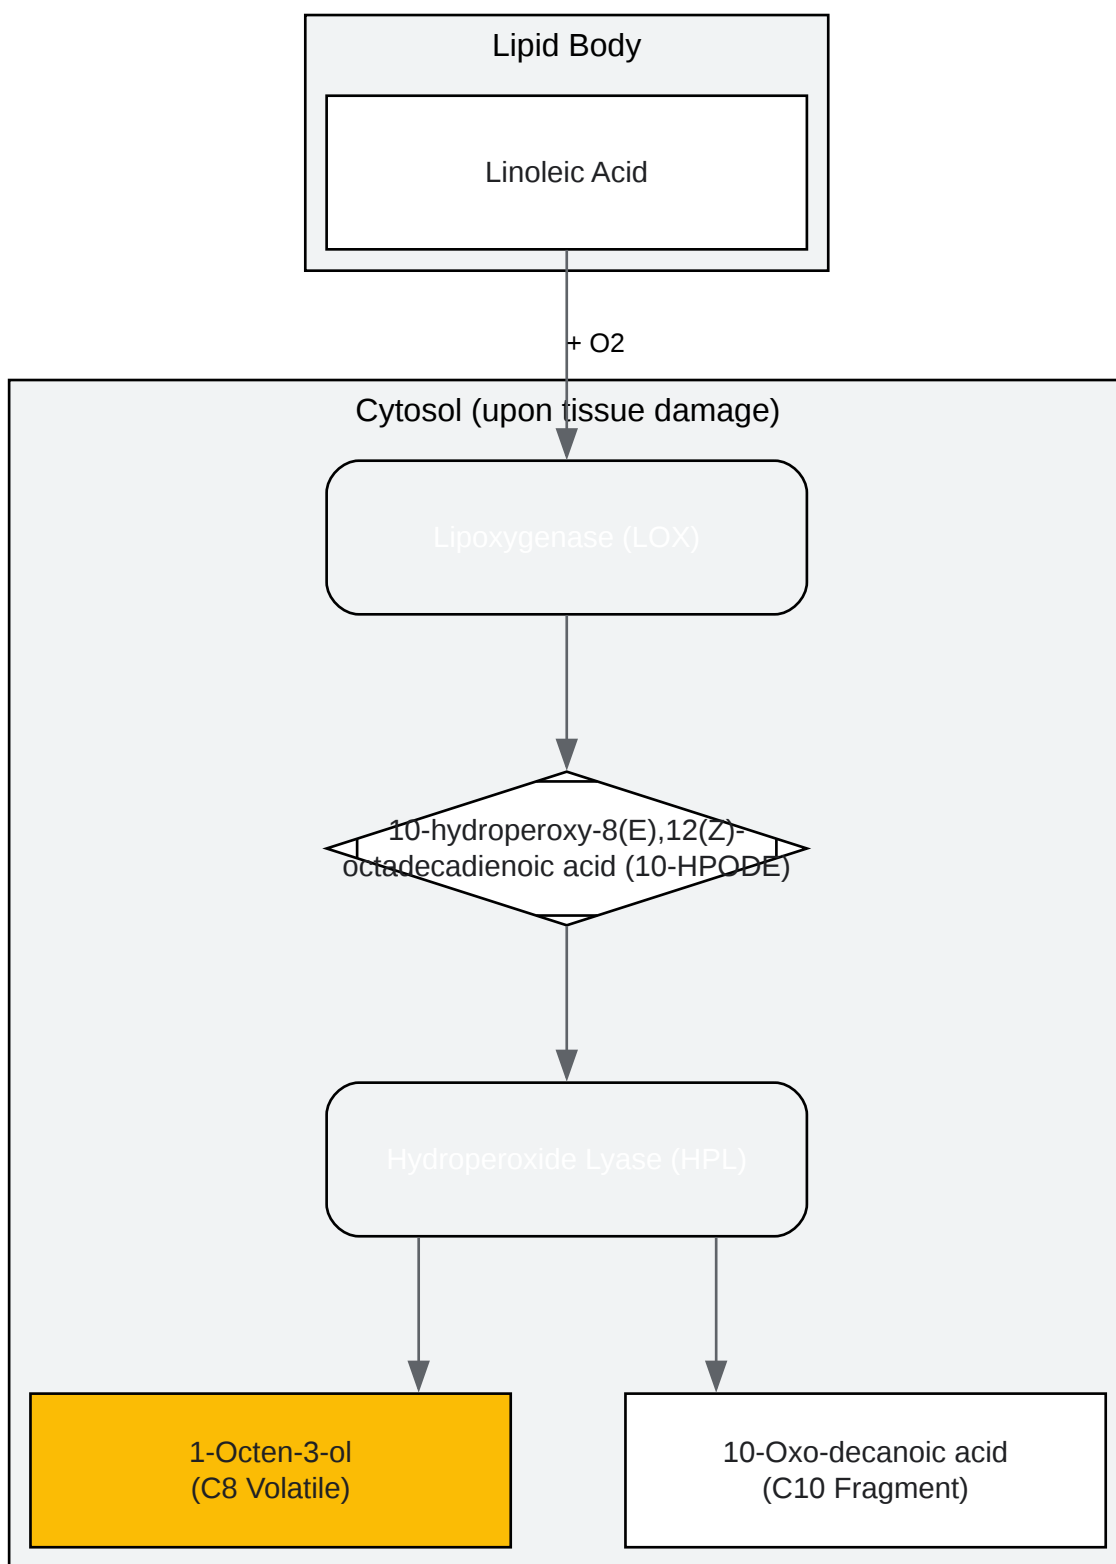 Lipid Body
Linoleic Acid
+ O2
Cytosol (upon tissue damage)
Lipoxygenase (LOX)
10-hydroperoxy-8(E),12(Z)-
octadecadienoic acid (10-HPODE)
Hydroperoxide Lyase (HPL)
1-Octen-3-ol
(C8 Volatile)
10-Oxo-decanoic acid
(C10 Fragment)